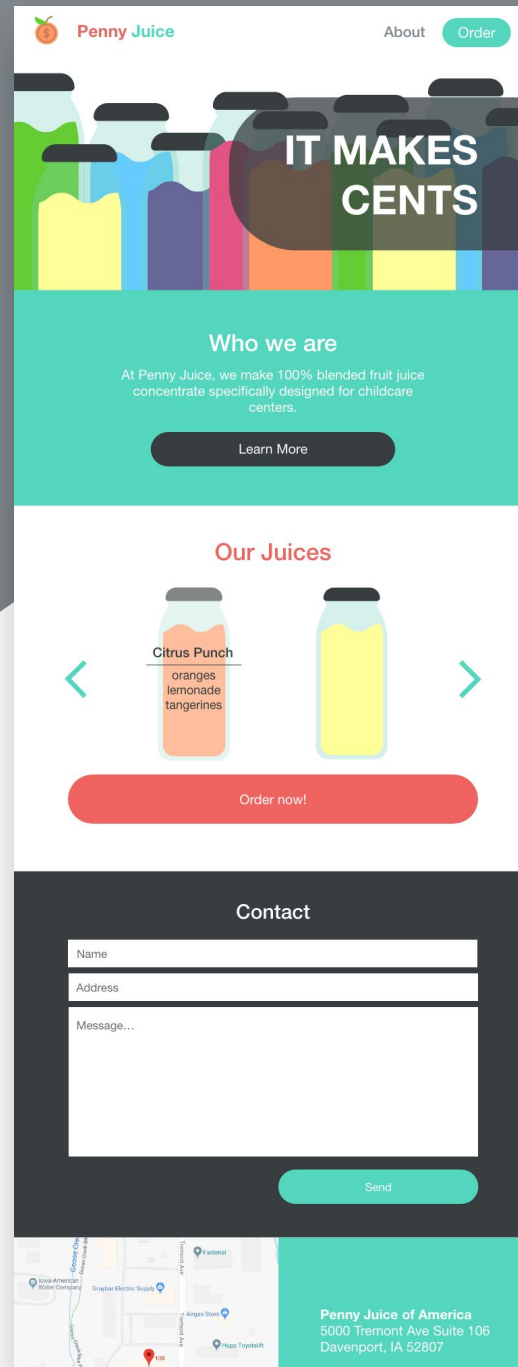 Penny Juice
About
Order
IT MAKES
CENTS
Who we are
At Penny Juice, we make 100% blended fruit juice
concentrate specifically designed for childcare
centers.
Learn More
Our Juices
Citrus Punch
oranges
lemonade
tangerines
Order now!
Contact
Name
Address
Message...
Send
Tremont Ave
Fastenal
Iowa-American
Water Company
Graybar Electric Supply
Airgas Store
Tremont Ave
Hupp Toyotalift
106
Penny Juice of America
5000 Tremont Ave Suite 106
Davenport, IA 52807